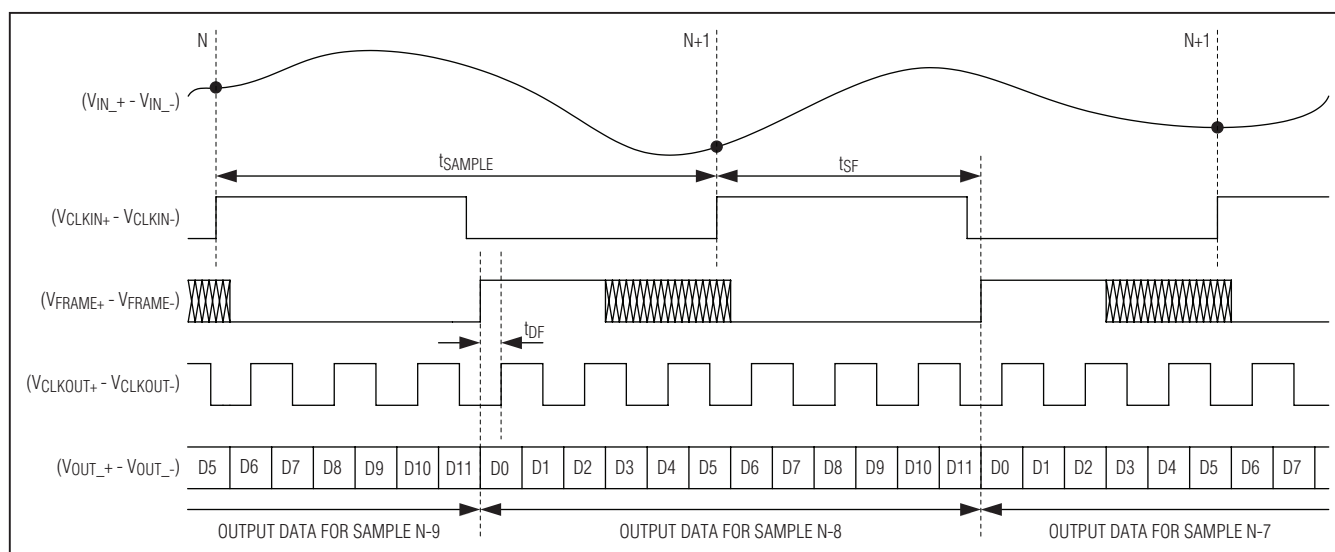 N N+1 N+1
(VIN_+ - VIN_-)
tSAMPLE tSF
(VCLKIN+ - VCLKIN-)
(VFRAME+ - VFRAME-)
tDF
(VCLKOUT+ - VCLKOUT-)
(VOUT_+ - VOUT_-) D5 D6 D7 D8 D9 D10 D11 D0 D1 D2 D3 D4 D5 D6 D7 D8 D9 D10 D11 D0 D1 D2 D3 D4 D5 D6 D7
OUTPUT DATA FOR SAMPLE N-9 OUTPUT DATA FOR SAMPLE N-8 OUTPUT DATA FOR SAMPLE N-7